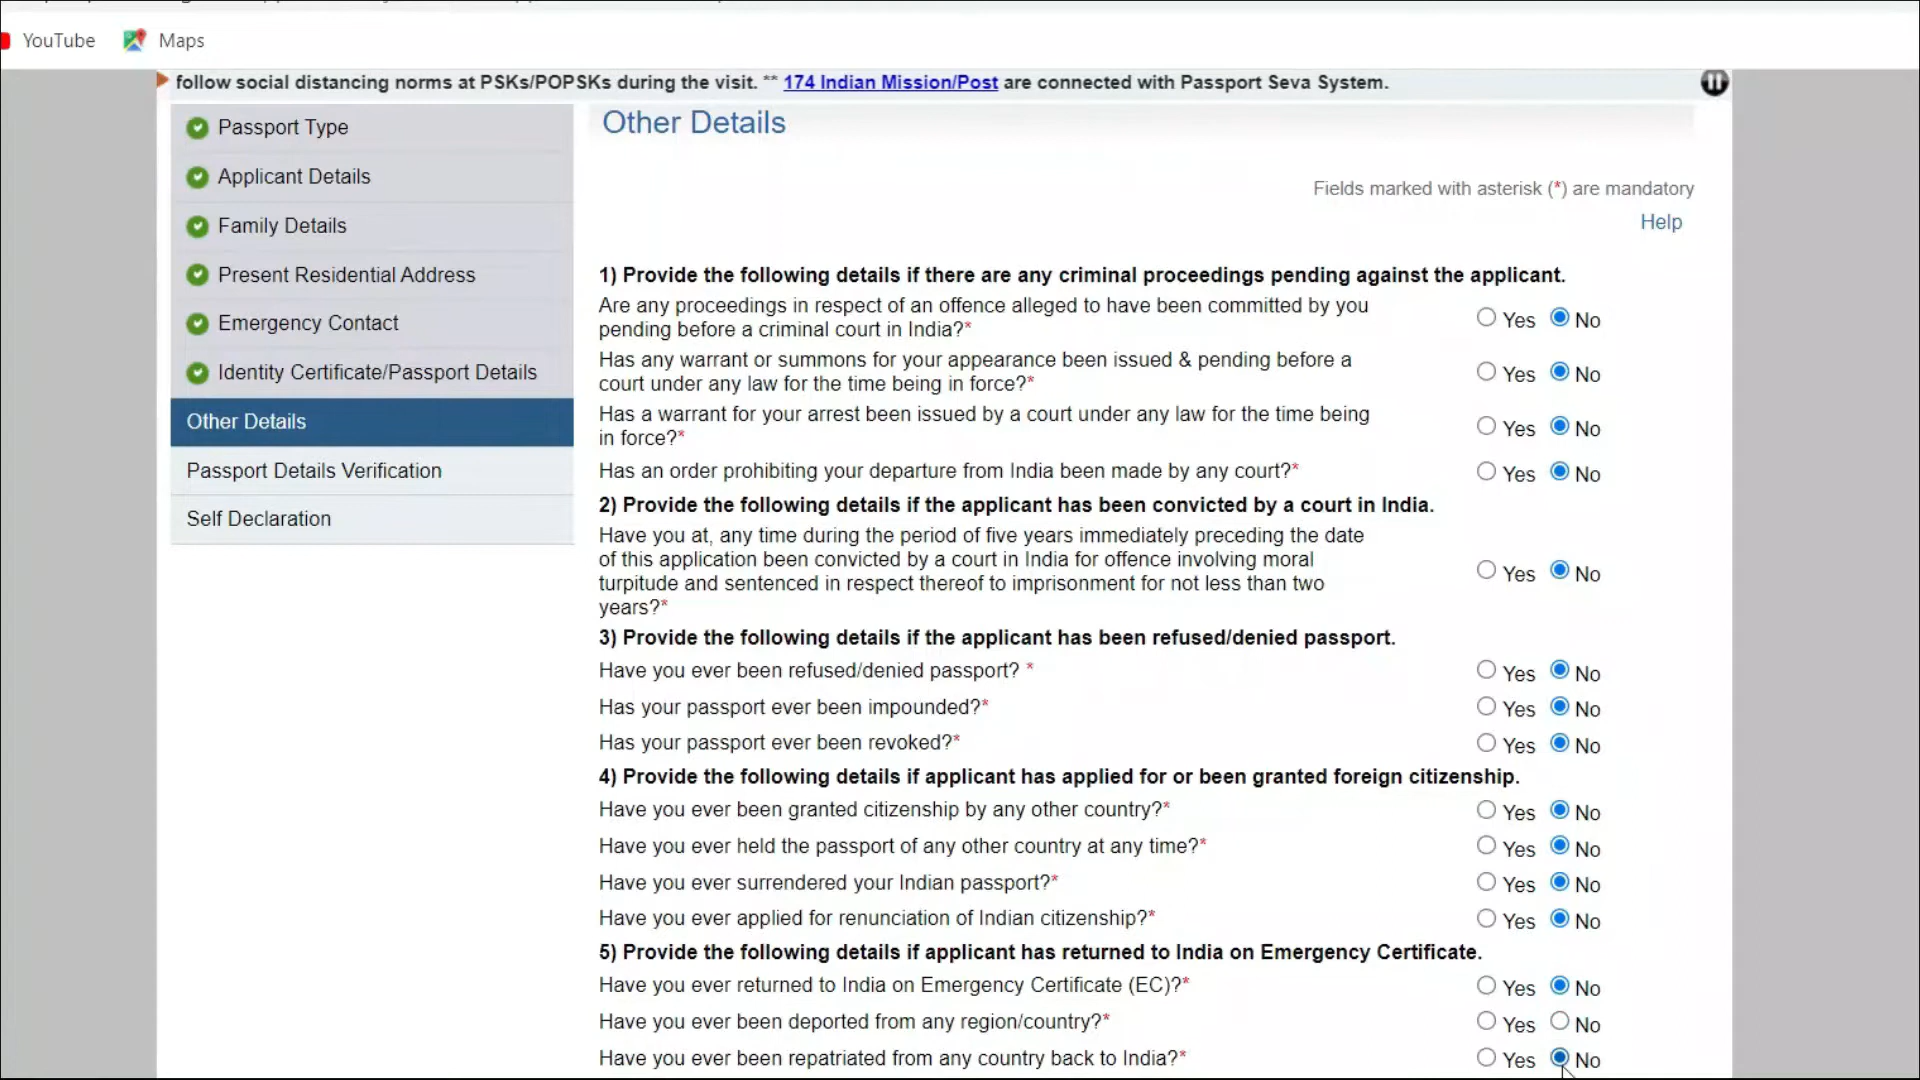 YouTube Maps
follow social distancing norms at PSKs/POPSKs during the visit. ** 174 Indian Mission/Post are connected with Passport Seva System.
Passport Type
Applicant Details
Family Details
Present Residential Address
Emergency Contact
Identity Certificate/Passport Details
Other Details
Passport Details Verification
Self Declaration
Other Details
Fields marked with asterisk (*) are mandatory
Help
1) Provide the following details if there are any criminal proceedings pending against the applicant.
Are any proceedings in respect of an offence alleged to have been committed by you
pending before a criminal court in India?* Yes No
Has any warrant or summons for your appearance been issued & pending before a
court under any law for the time being in force?* Yes No
Has a warrant for your arrest been issued by a court under any law for the time being
in force?* Yes No
Has an order prohibiting your departure from India been made by any court?* Yes No
2) Provide the following details if the applicant has been convicted by a court in India.
Have you at, any time during the period of five years immediately preceding the date
of this application been convicted by a court in India for offence involving moral
turpitude and sentenced in respect thereof to imprisonment for not less than two
years?* Yes No
3) Provide the following details if the applicant has been refused/denied passport.
Have you ever been refused/denied passport? * Yes No
Has your passport ever been impounded?* Yes No
Has your passport ever been revoked?* Yes No
4) Provide the following details if applicant has applied for or been granted foreign citizenship.
Have you ever been granted citizenship by any other country?* Yes No
Have you ever held the passport of any other country at any time?* Yes No
Have you ever surrendered your Indian passport?* Yes No
Have you ever applied for renunciation of Indian citizenship?* Yes No
5) Provide the following details if applicant has returned to India on Emergency Certificate.
Have you ever returned to India on Emergency Certificate (EC)?* Yes No
Have you ever been deported from any region/country?* Yes No
Have you ever been repatriated from any country back to India?* Yes No